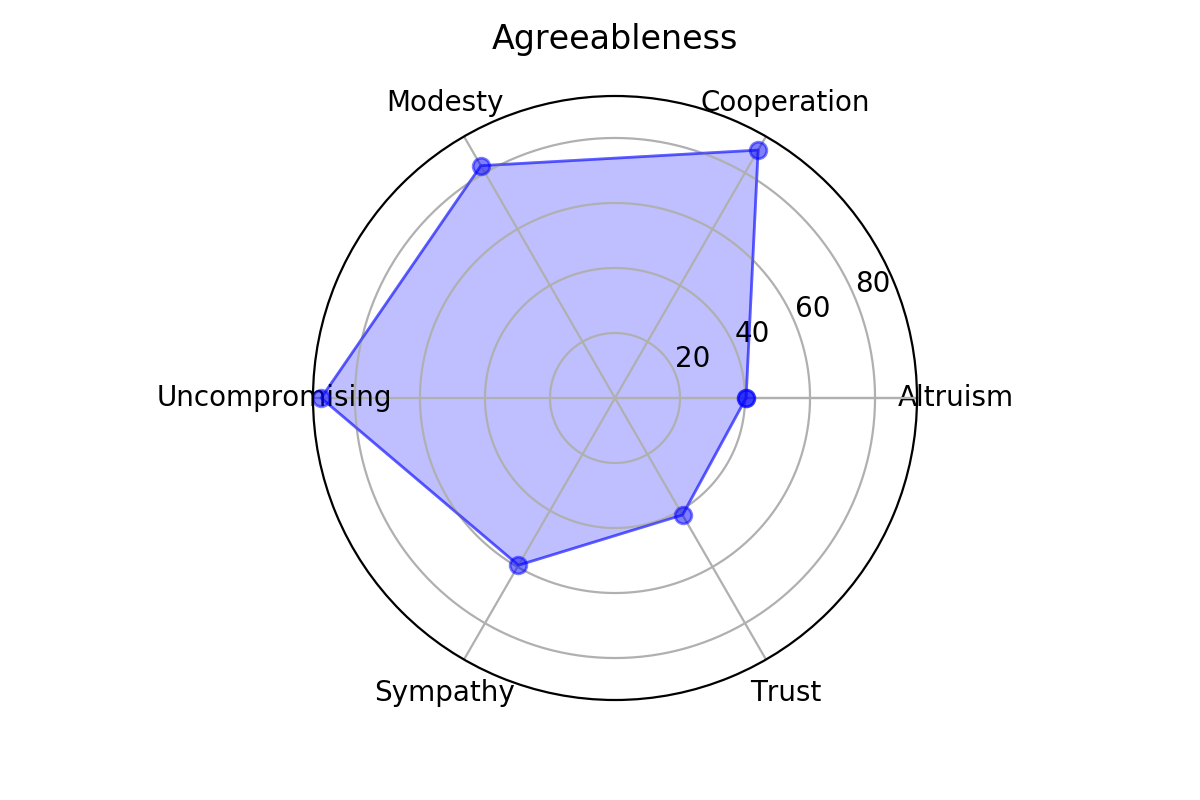 Agreeableness
Modesty
Cooperation
80
60
40
20
Uncompromising
Altruism
Sympathy
Trust